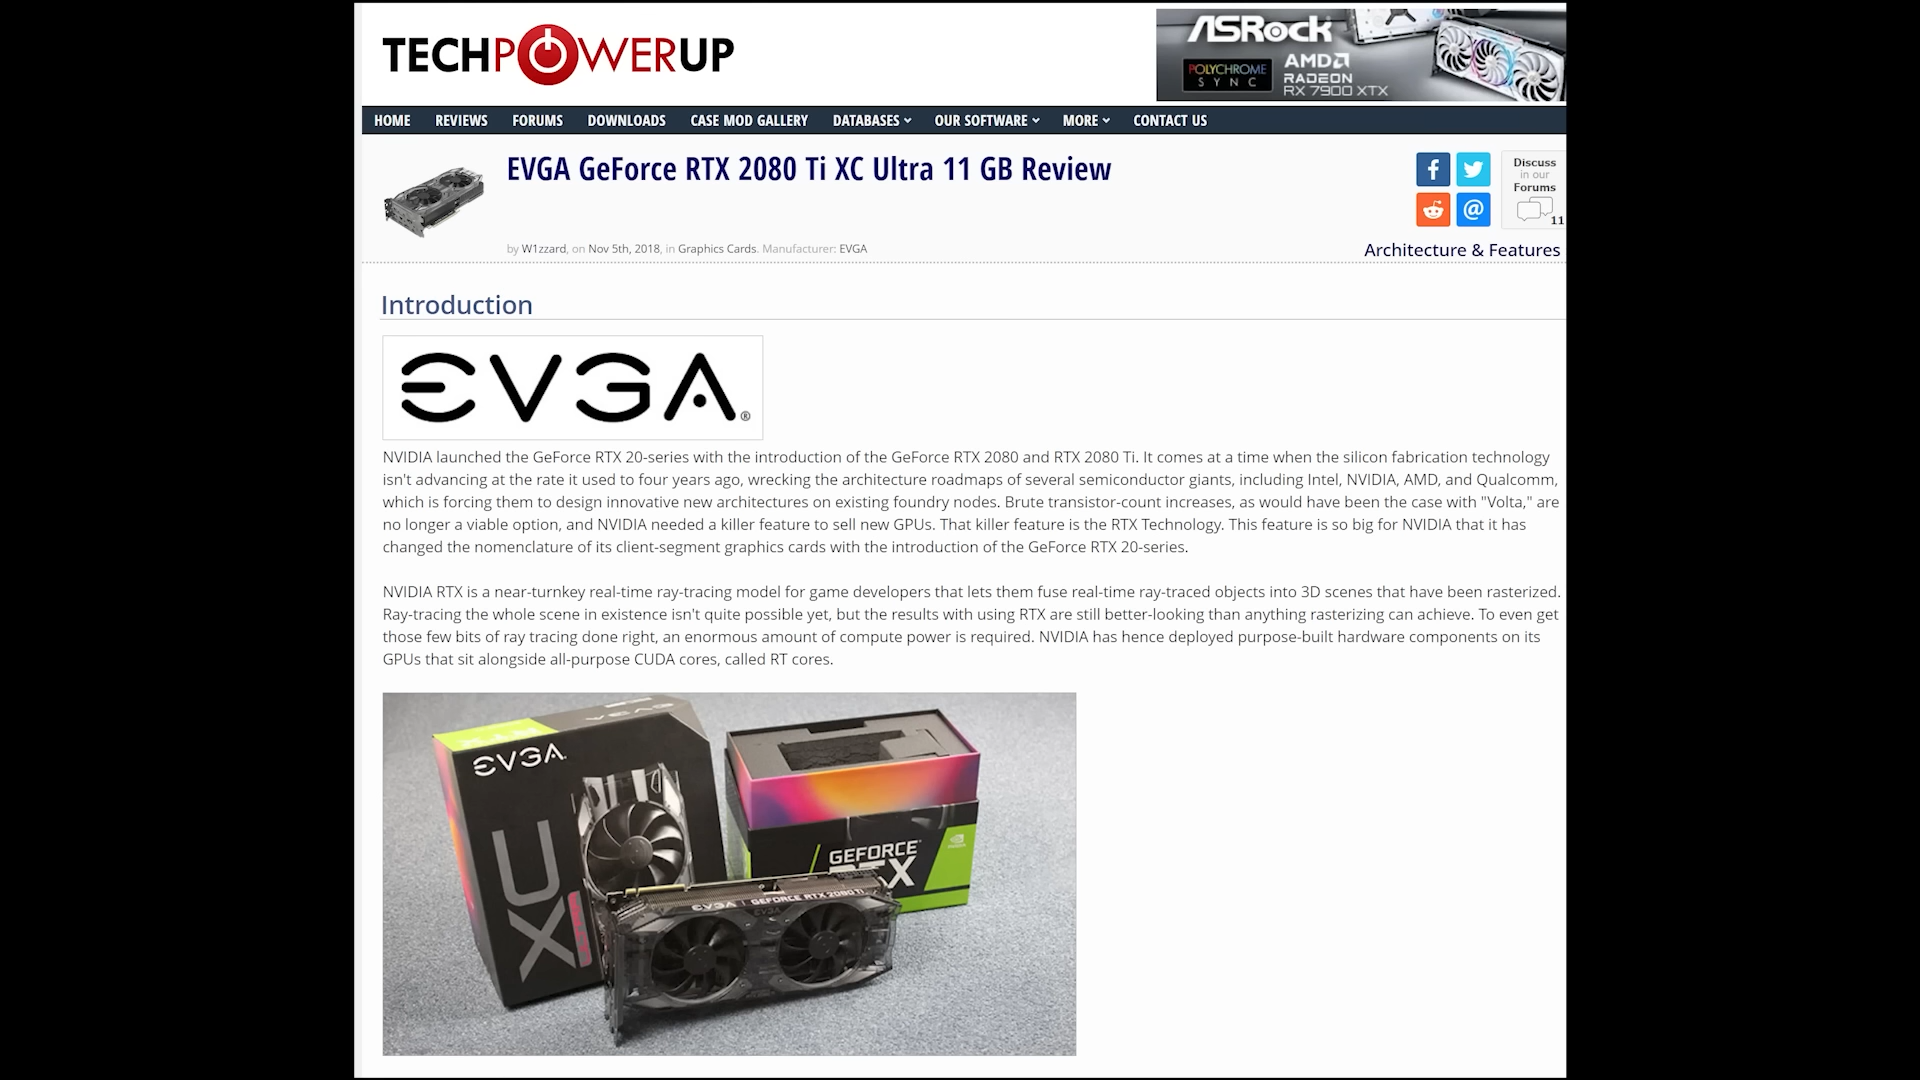 TECHPOWERUP
ASRock
POLYCHROME
SYNC
AMD
RADEON
RX 7900 XTX
HOME REVIEWS FORUMS DOWNLOADS CASE MOD GALLERY DATABASES OUR SOFTWARE MORE CONTACT US
EVGA GeForce RTX 2080 Ti XC Ultra 11 GB Review
Discuss
in our
Forums
11
by W1zzard, on Nov 5th, 2018, in Graphics Cards. Manufacturer: EVGA
Architecture & Features
Introduction
EVGA®
NVIDIA launched the GeForce RTX 20-series with the introduction of the GeForce RTX 2080 and RTX 2080 Ti. It comes at a time when the silicon fabrication technology
isn't advancing at the rate it used to four years ago, wrecking the architecture roadmaps of several semiconductor giants, including Intel, NVIDIA, AMD, and Qualcomm,
which is forcing them to design innovative new architectures on existing foundry nodes. Brute transistor-count increases, as would have been the case with "Volta," are
no longer a viable option, and NVIDIA needed a killer feature to sell new GPUs. That killer feature is the RTX Technology. This feature is so big for NVIDIA that it has
changed the nomenclature of its client-segment graphics cards with the introduction of the GeForce RTX 20-series.
NVIDIA RTX is a near-turnkey real-time ray-tracing model for game developers that lets them fuse real-time ray-traced objects into 3D scenes that have been rasterized.
Ray-tracing the whole scene in existence isn't quite possible yet, but the results with using RTX are still better-looking than anything rasterizing can achieve. To even get
those few bits of ray tracing done right, an enormous amount of compute power is required. NVIDIA has hence deployed purpose-built hardware components on its
GPUs that sit alongside all-purpose CUDA cores, called RT cores.
EVGA
RTX
EVGA
XC
GEFORCE
RTX
EVGA | GEFORCE RTX 2080 Ti
EVGA